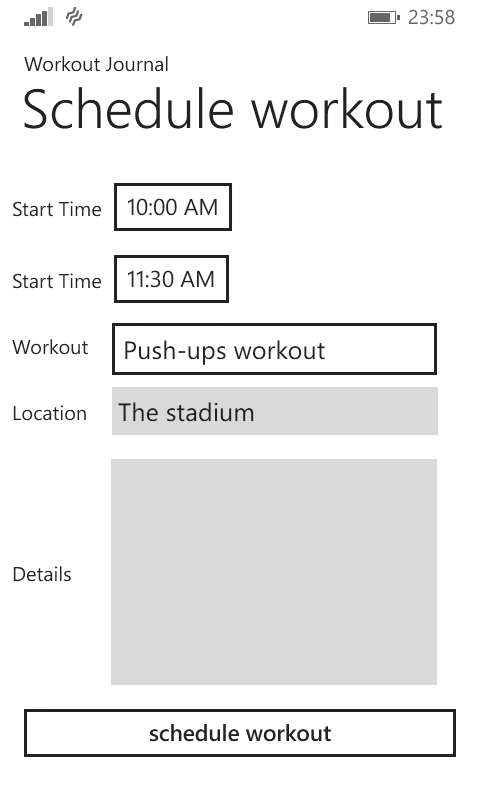 23:58
Workout Journal
Schedule workout
Start Time 10:00 AM
Start Time 11:30 AM
Workout Push-ups workout
Location The stadium
Details
schedule workout